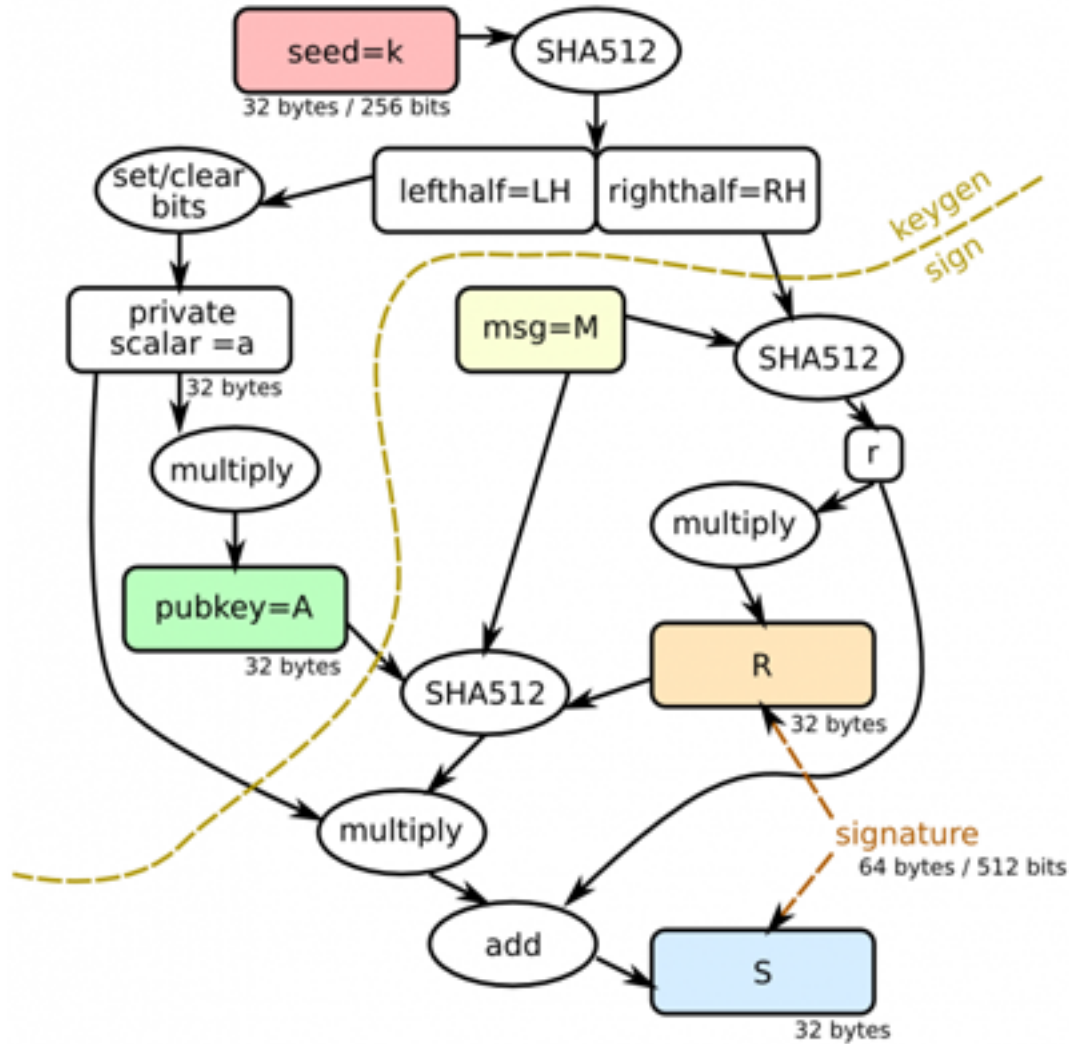 seed=k
SHA512
32 bytes / 256 bits
set/clear
bits
lefthalf=LH
righthalf=RH
keygen
sign
private
scalar =a
32 bytes
msg=M
SHA512
r
multiply
multiply
pubkey=A
32 bytes
SHA512
R
32 bytes
multiply
signature
64 bytes / 512 bits
add
S
32 bytes